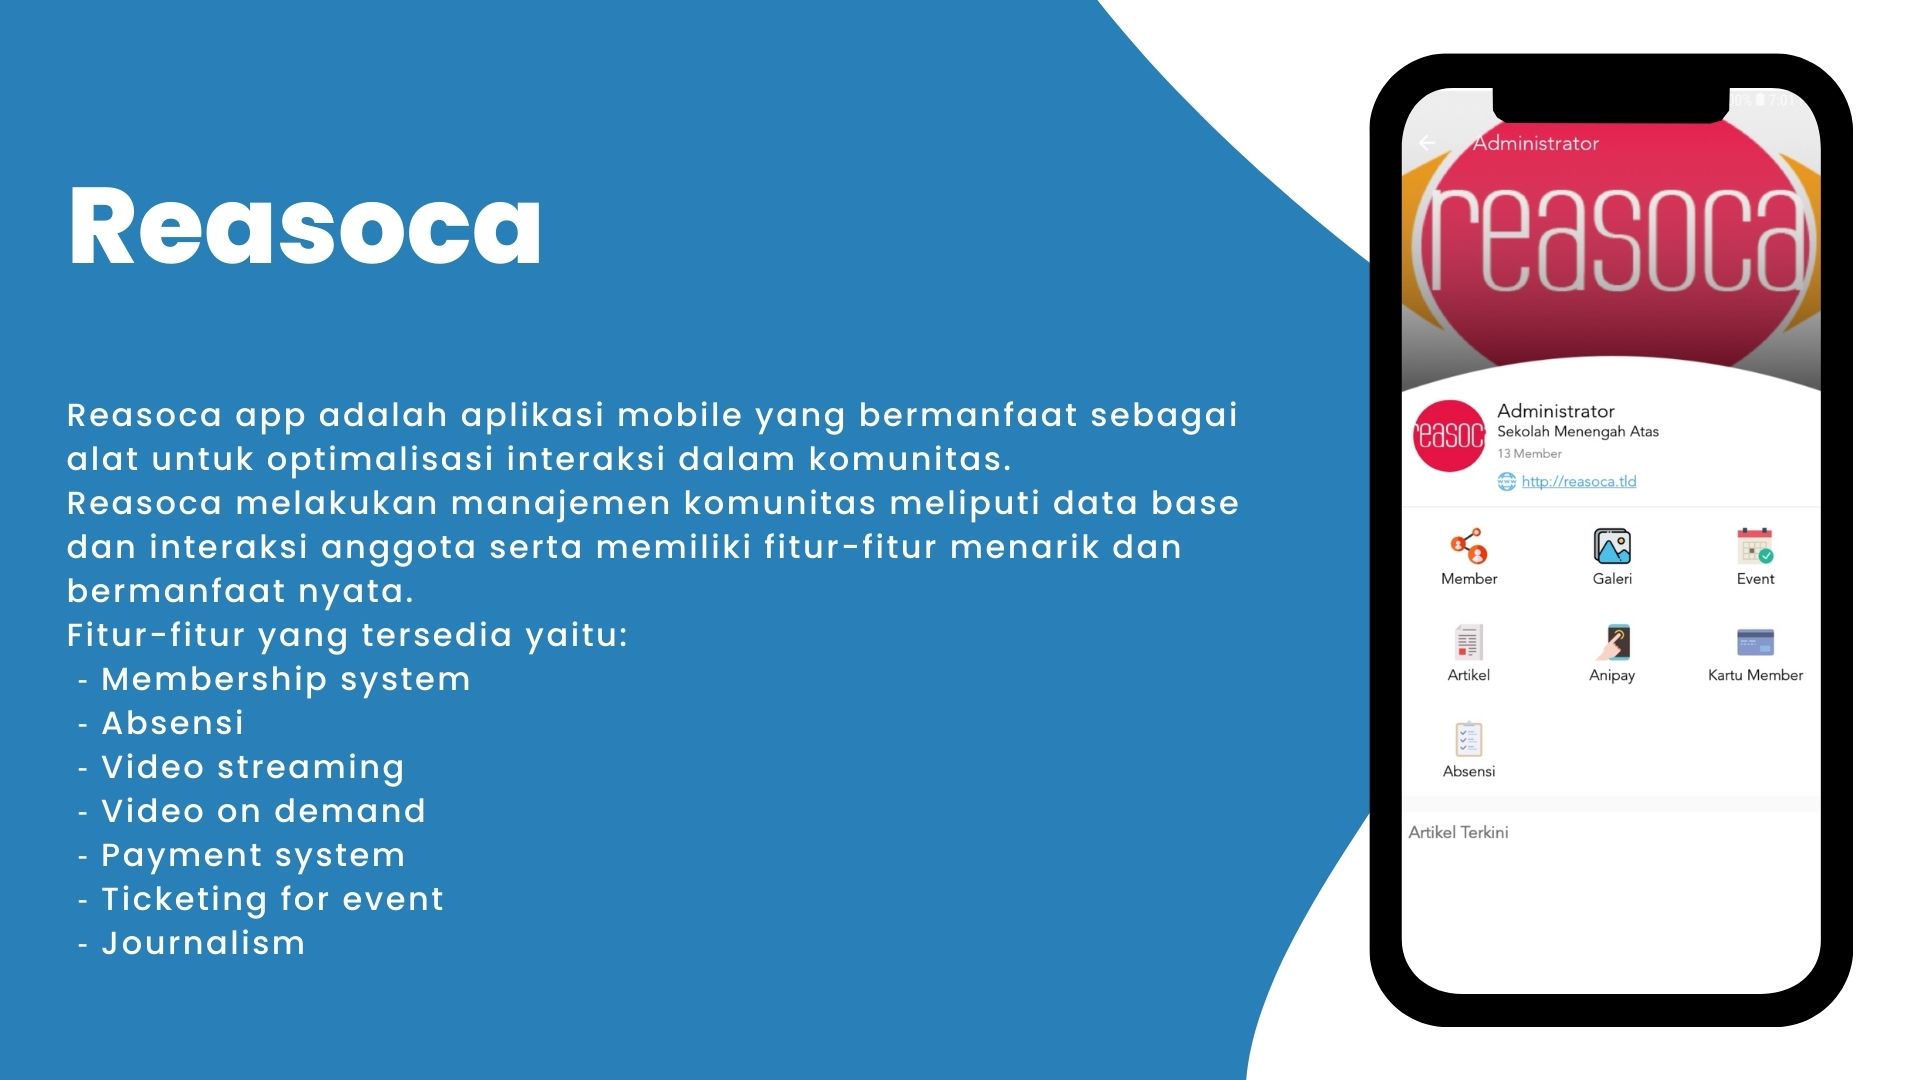 Reasoca
Reasoca app adalah aplikasi mobile yang bermanfaat sebagai
alat untuk optimalisasi interaksi dalam komunitas.
Reasoca melakukan manajemen komunitas meliputi data base
dan interaksi anggota serta memiliki fitur-fitur menarik dan
bermanfaat nyata.
Fitur-fitur yang tersedia yaitu:
- Membership system
- Absensi
- Video streaming
- Video on demand
- Payment system
- Ticketing for event
- Journalism
Administrator
reasoca
Administrator
Sekolah Menengah Atas
13 Member
http://reasoca.tld
Member Galeri Event
Artikel Anipay Kartu Member
Absensi
Artikel Terkini